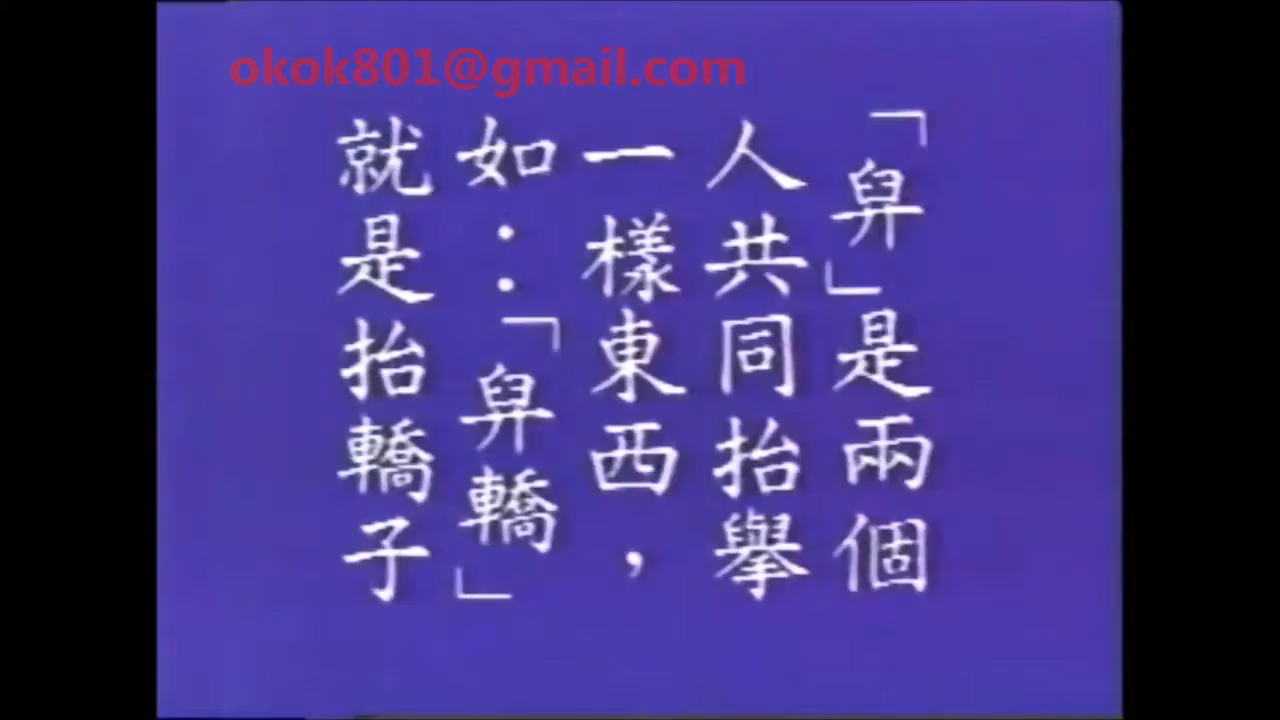 okok801@gmail.com
「舁」是兩個
人共同抬舉
一樣東西，
如：「舁轎」
就是抬轎子